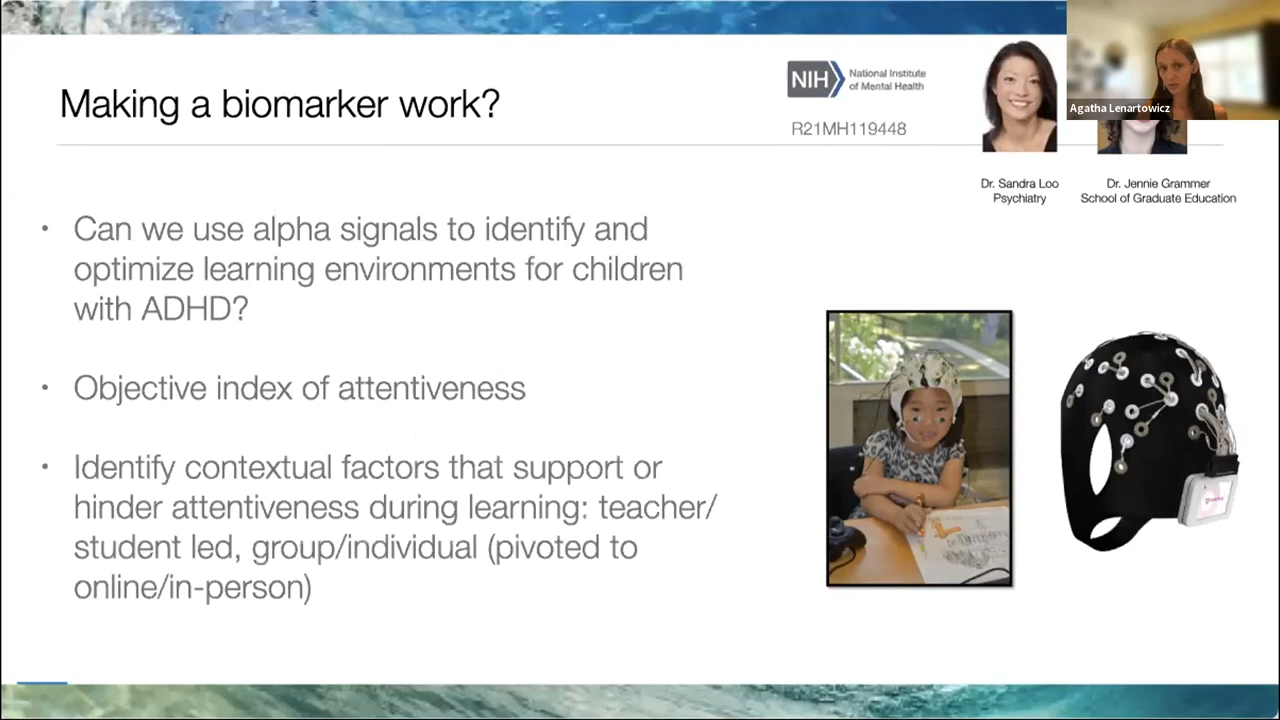 Making a biomarker work?
NIH
National Institute
of Mental Health
R21MH119448
Agatha Lenartowicz
Dr. Sandra Loo
Psychiatry
Dr. Jennie Grammer
School of Graduate Education
• Can we use alpha signals to identify and
optimize learning environments for children
with ADHD?
• Objective index of attentiveness
• Identify contextual factors that support or
hinder attentiveness during learning: teacher/
student led, group/individual (pivoted to
online/in-person)